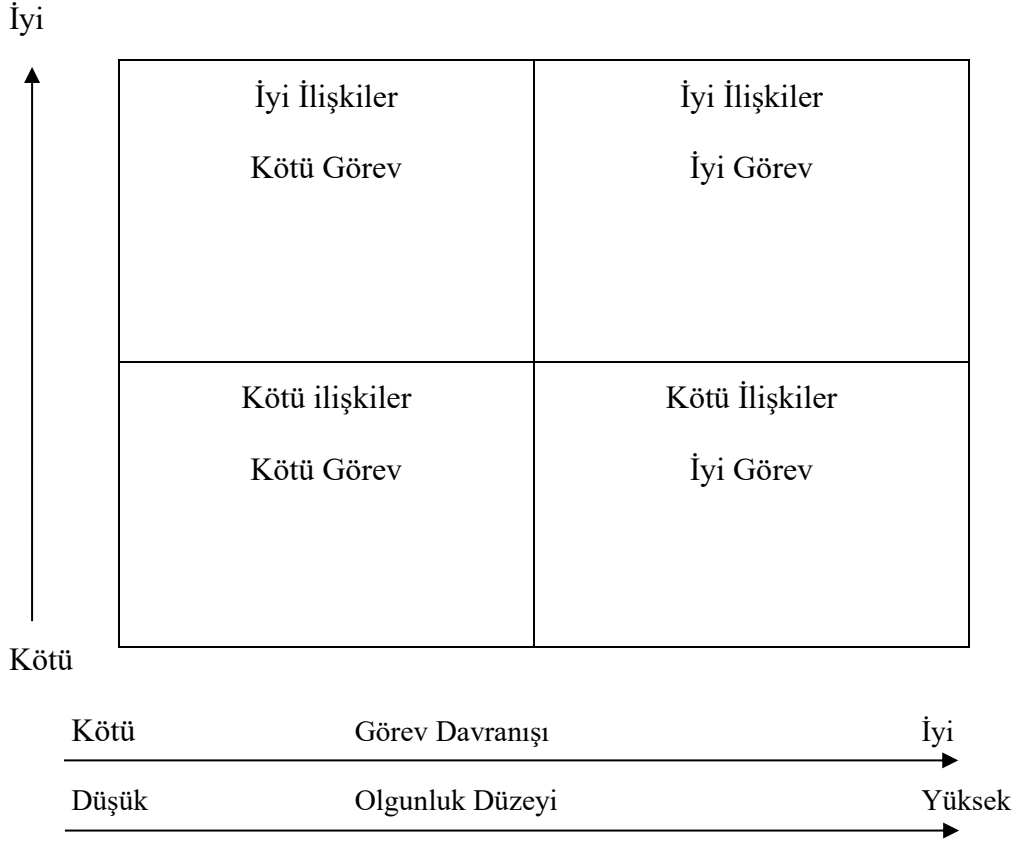 İyi
İyi İlişkiler
Kötü Görev
İyi İlişkiler
İyi Görev
Kötü ilişkiler
Kötü Görev
Kötü İlişkiler
İyi Görev
Kötü
Kötü Görev Davranışı İyi
Düşük Olgunluk Düzeyi Yüksek